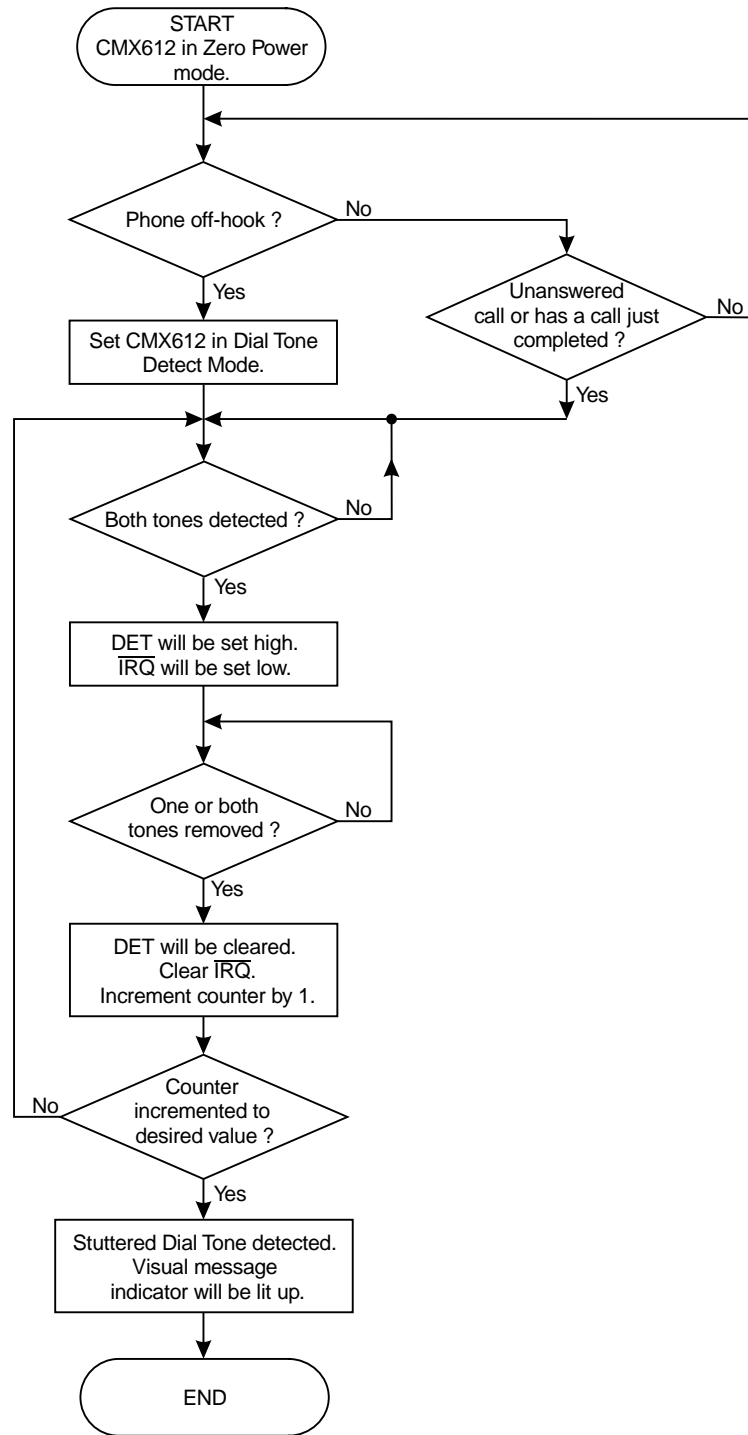 START
CMX612 in Zero Power
mode.
Phone off-hook ?
No
Yes
Unanswered
call or has a call just
completed ?
No
Yes
Set CMX612 in Dial Tone
Detect Mode.
Both tones detected ?
No
Yes
DET will be set high.
IRQ will be set low.
One or both
tones removed ?
No
Yes
DET will be cleared.
Clear IRQ.
Increment counter by 1.
Counter
incremented to
desired value ?
No
Yes
Stuttered Dial Tone detected.
Visual message
indicator will be lit up.
END